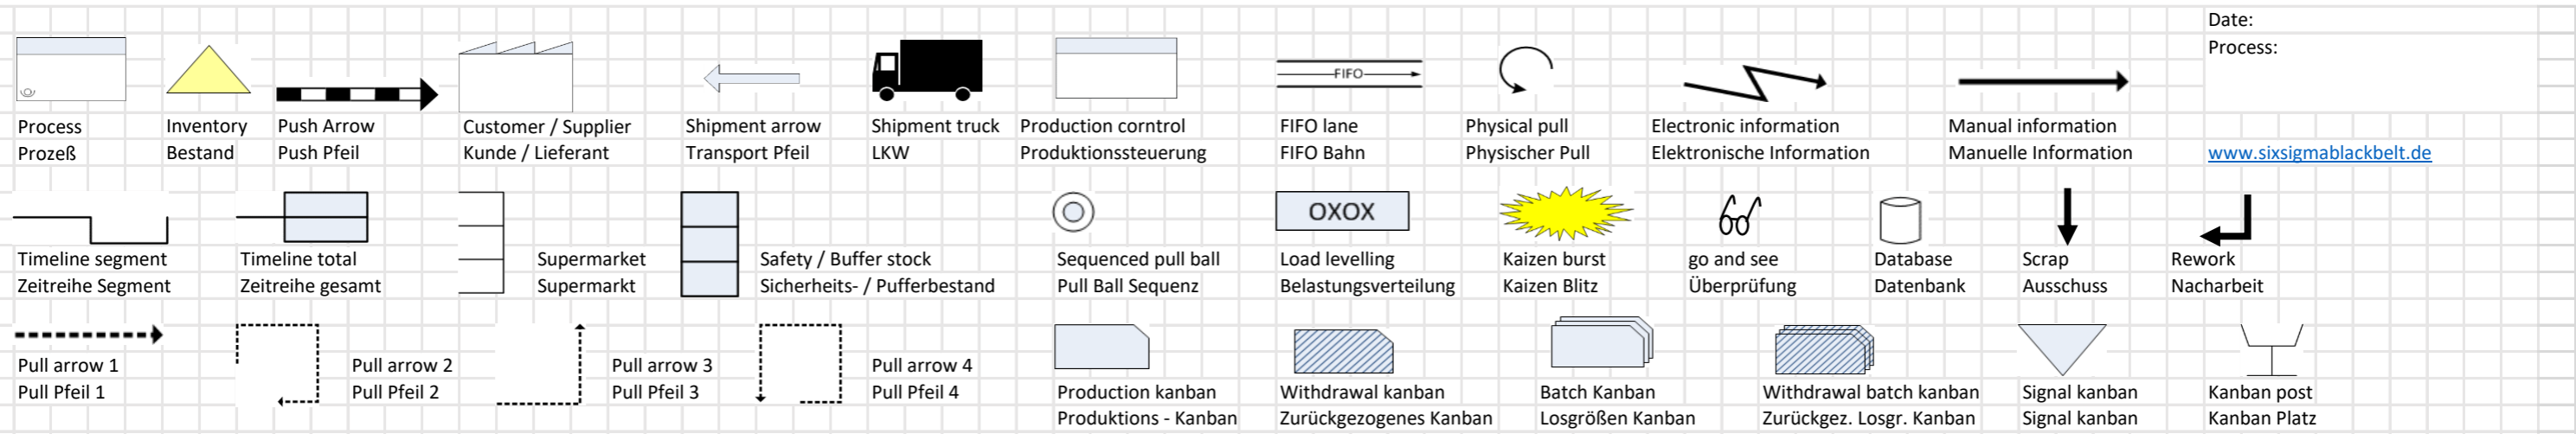 Date:
Process:
FIFO
Process Inventory Push Arrow Customer / Supplier Shipment arrow Shipment truck Production corntrol FIFO lane Physical pull Electronic information Manual information
Prozeß Bestand Push Pfeil Kunde / Lieferant Transport Pfeil LKW Produktionssteuerung FIFO Bahn Physischer Pull Elektronische Information Manuelle Information www.sixsigmablackbelt.de
OXOX
Timeline segment Timeline total Supermarket Safety / Buffer stock Sequenced pull ball Load levelling Kaizen burst go and see Database Scrap Rework
Zeitreihe Segment Zeitreihe gesamt Supermarkt Sicherheits- / Pufferbestand Pull Ball Sequenz Belastungsverteilung Kaizen Blitz Überprüfung Datenbank Ausschuss Nacharbeit
Pull arrow 1 Pull arrow 2 Pull arrow 3 Pull arrow 4
Pull Pfeil 1 Pull Pfeil 2 Pull Pfeil 3 Pull Pfeil 4 Production kanban Withdrawal kanban Batch Kanban Withdrawal batch kanban Signal kanban Kanban post
Produktions - Kanban Zurückgezogenes Kanban Losgrößen Kanban Zurückgez. Losgr. Kanban Signal kanban Kanban Platz